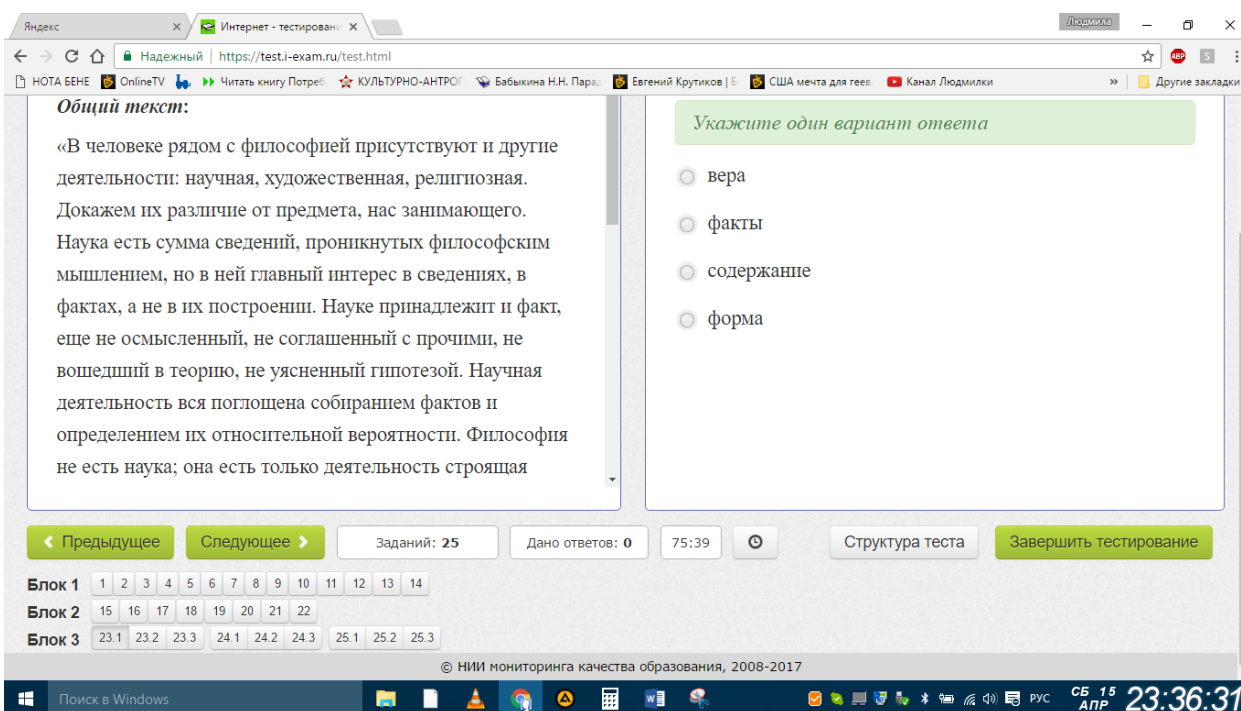 Яндекс
Интернет - тестировани
Людмила
Надежный | https://test.i-exam.ru/test.html
НОТА БЕНЕ OnlineTV Читать книгу Потреб КУЛЬТУРНО-АНТРОП Бабыкина Н.Н. Парад Евгений Крутиков | Б США мечта для геев. Канал Людмилки » Другие закладки
Общий текст:
«В человеке рядом с философией присутствуют и другие
деятельности: научная, художественная, религиозная.
Докажем их различие от предмета, нас занимающего.
Наука есть сумма сведений, проникнутых философским
мышлением, но в ней главный интерес в сведениях, в
фактах, а не в их построении. Науке принадлежит и факт,
еще не осмысленный, не соглашенный с прочими, не
вошедший в теорию, не уясненный гипотезой. Научная
деятельность вся поглощена собиранием фактов и
определением их относительной вероятности. Философия
не есть наука; она есть только деятельность строящая
Укажите один вариант ответа
вера
факты
содержание
форма
Предыдущее Следующее Заданий: 25 Дано ответов: 0 75:39 Структура теста Завершить тестирование
Блок 1 1 2 3 4 5 6 7 8 9 10 11 12 13 14
Блок 2 15 16 17 18 19 20 21 22
Блок 3 23.1 23.2 23.3 24.1 24.2 24.3 25.1 25.2 25.3
© НИИ мониторинга качества образования, 2008-2017
Поиск в Windows
РУС
СБ 15
АПР
23:36:31